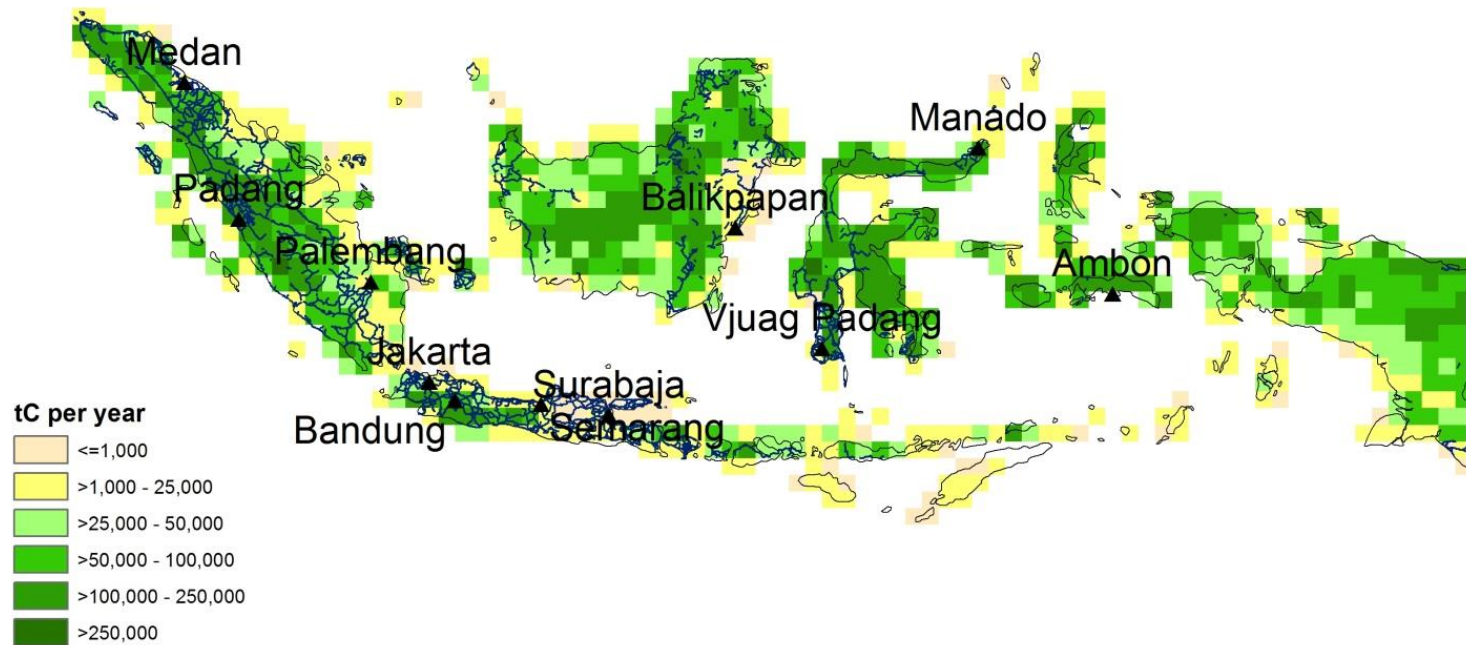 Medan
Manado
Padang
Balikpapan
Palembang
Ambon
Vjuag Padang
Jakarta
Surabaja
Bandung
Semarang
tC per year
<=1,000
>1,000 - 25,000
>25,000 - 50,000
>50,000 - 100,000
>100,000 - 250,000
>250,000